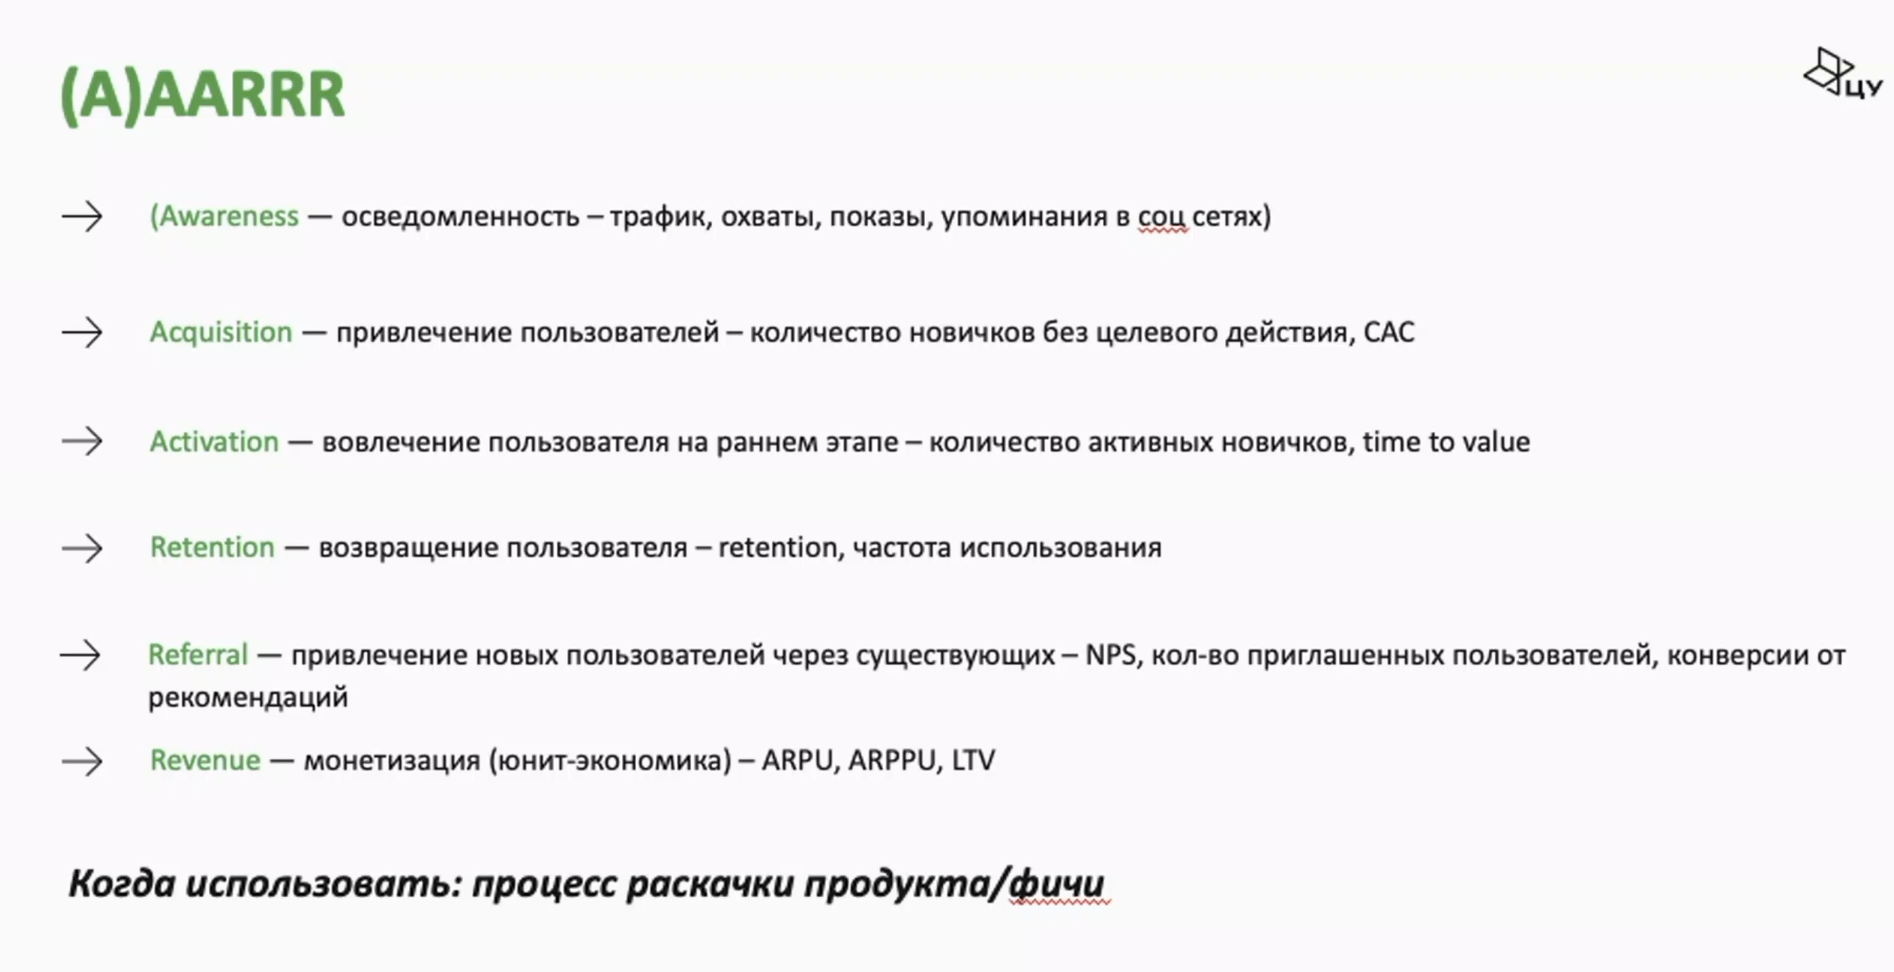 (A)AARRR
ЦУ
(Awareness — осведомленность – трафик, охваты, показы, упоминания в соц сетях)
Acquisition — привлечение пользователей – количество новичков без целевого действия, CAC
Activation — вовлечение пользователя на раннем этапе – количество активных новичков, time to value
Retention — возвращение пользователя – retention, частота использования
Referral — привлечение новых пользователей через существующих – NPS, кол-во приглашенных пользователей, конверсии от
рекомендаций
Revenue — монетизация (юнит-экономика) – ARPU, ARPPU, LTV
Когда использовать: процесс раскачки продукта/фичи